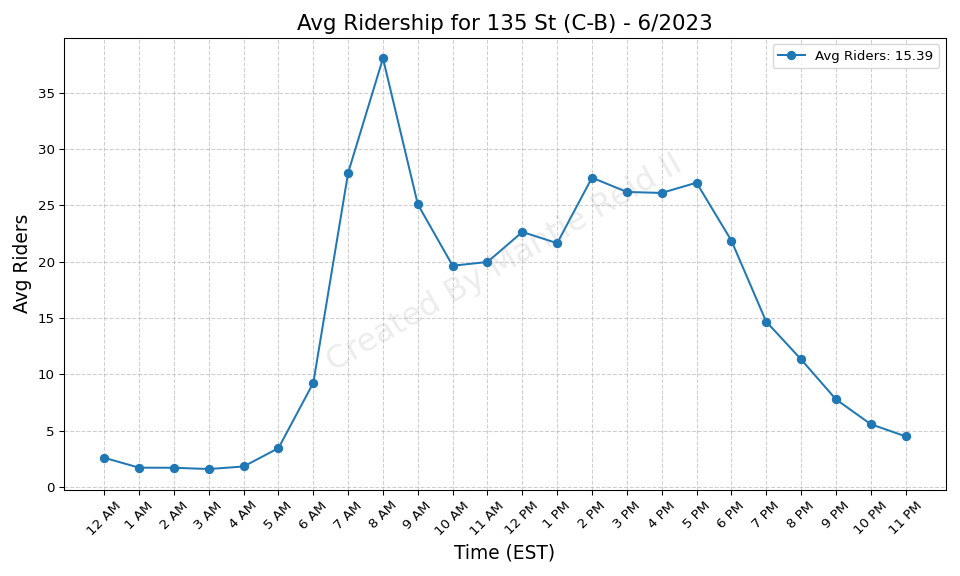 Avg Ridership for 135 St (C-B) - 6/2023
Avg Riders: 15.39
Avg Riders
35
30
25
20
15
10
5
0
Created By Mantie Reid II
12 AM
1 AM
2 AM
3 AM
4 AM
5 AM
6 AM
7 AM
8 AM
9 AM
10 AM
11 AM
12 PM
1 PM
2 PM
3 PM
4 PM
5 PM
6 PM
7 PM
8 PM
9 PM
10 PM
11 PM
Time (EST)